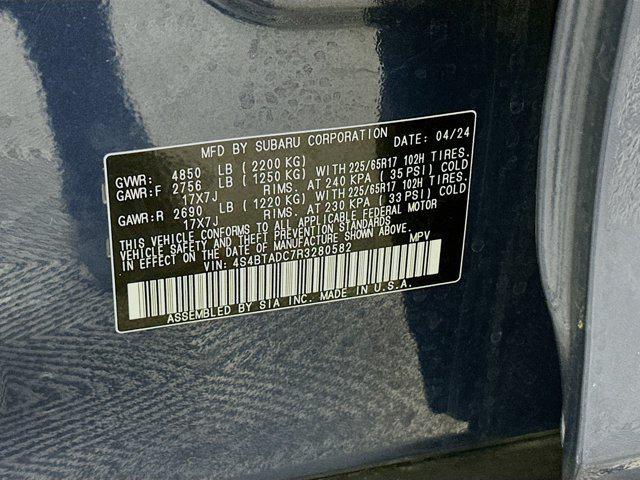 MFD BY SUBARU CORPORATION DATE: 04/24
GVWR: 4850 LB (2200 KG)
GAWR:F 2756 LB (1250 KG) WITH 225/65R17 102H TIRES.
17X7J RIMS. AT 240 KPA (35 PSI) COLD
GAWR:R 2690 LB (1220 KG) WITH 225/65R17 102H TIRES.
17X7J RIMS. AT 230 KPA (33 PSI) COLD
THIS VEHICLE CONFORMS TO ALL APPLICABLE FEDERAL MOTOR
VEHICLE SAFETY AND THEFT PREVENTION STANDARDS
IN EFFECT ON THE DATE OF MANUFACTURE SHOWN ABOVE.
VIN: 4S4BTADC7R3280582 MPV
ASSEMBLED BY SIA INC. MADE IN U.S.A.